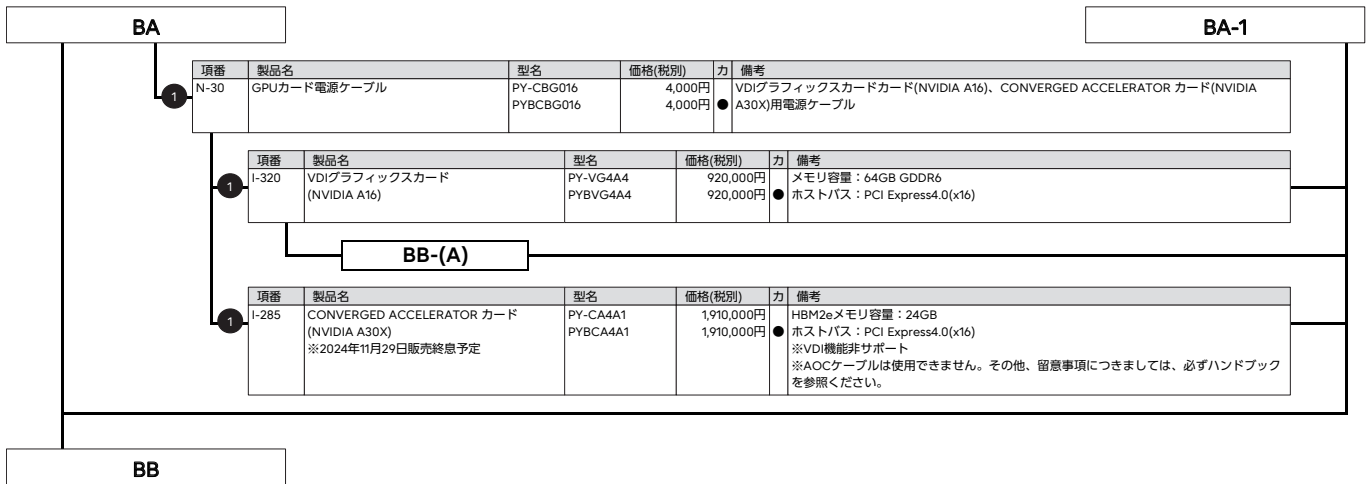 BA
BA-1
項番 製品名 型名 価格(税別) カ 備考
1
N-30 GPUカード電源ケーブル PY-CBG016 4,000円 VDIグラフィックスカードカード(NVIDIA A16)、CONVERGED ACCELERATOR カード(NVIDIA
PYBCBG016 4,000円 ● A30X)用電源ケーブル
項番 製品名 型名 価格(税別) カ 備考
1
I-320 VDIグラフィックスカード PY-VG4A4 920,000円 メモリ容量：64GB GDDR6
(NVIDIA A16) PYBVG4A4 920,000円 ● ホストバス：PCI Express4.0(x16)
BB-(A)
項番 製品名 型名 価格(税別) カ 備考
1
I-285 CONVERGED ACCELERATOR カード PY-CA4A1 1,910,000円 HBM2eメモリ容量：24GB
(NVIDIA A30X) PYBCA4A1 1,910,000円 ● ホストバス：PCI Express4.0(x16)
※2024年11月29日販売終息予定 ※VDI機能非サポート
※AOCケーブルは使用できません。その他、留意事項につきましては、必ずハンドブック
を参照ください。
BB